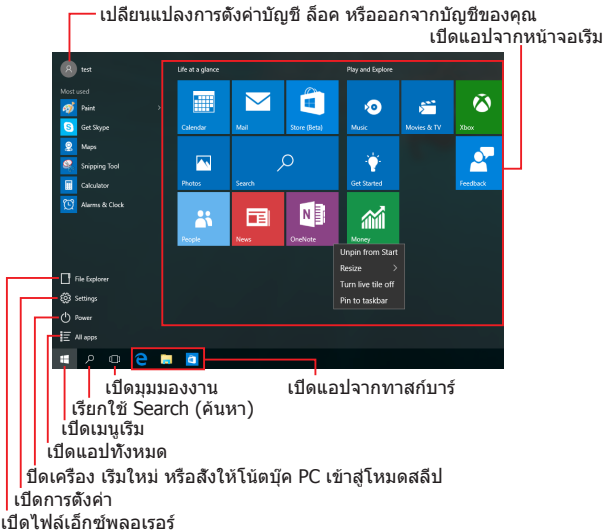 เปลี่ยนแปลงการตั้งค่าบัญชี ล็อค หรือออกจากบัญชีของคุณ
เปิดแอปจากหน้าจอเริ่ม
test
Life at a glance
Play and Explore
Most used
Paint
Get Skype
Maps
Snipping Tool
Calculator
Alarms & Clock
Calendar
Mail
Store (Beta)
Music
Movies & TV
Xbox
Photos
Search
Get Started
Feedback
People
News
OneNote
Money
Unpin from Start
Resize
Turn live tile off
Pin to taskbar
File Explorer
Settings
Power
All apps
เปิดมุมมองงาน
เปิดแอปจากทาสก์บาร์
เรียกใช้ Search (ค้นหา)
เปิดเมนูเริ่ม
เปิดแอปทั้งหมด
ปิดเครื่อง เริ่มใหม่ หรือสั่งให้โน้ตบุ๊ค PC เข้าสู่โหมดสลีป
เปิดการตั้งค่า
เปิดไฟล์เอ็กซ์พลอเรอร์